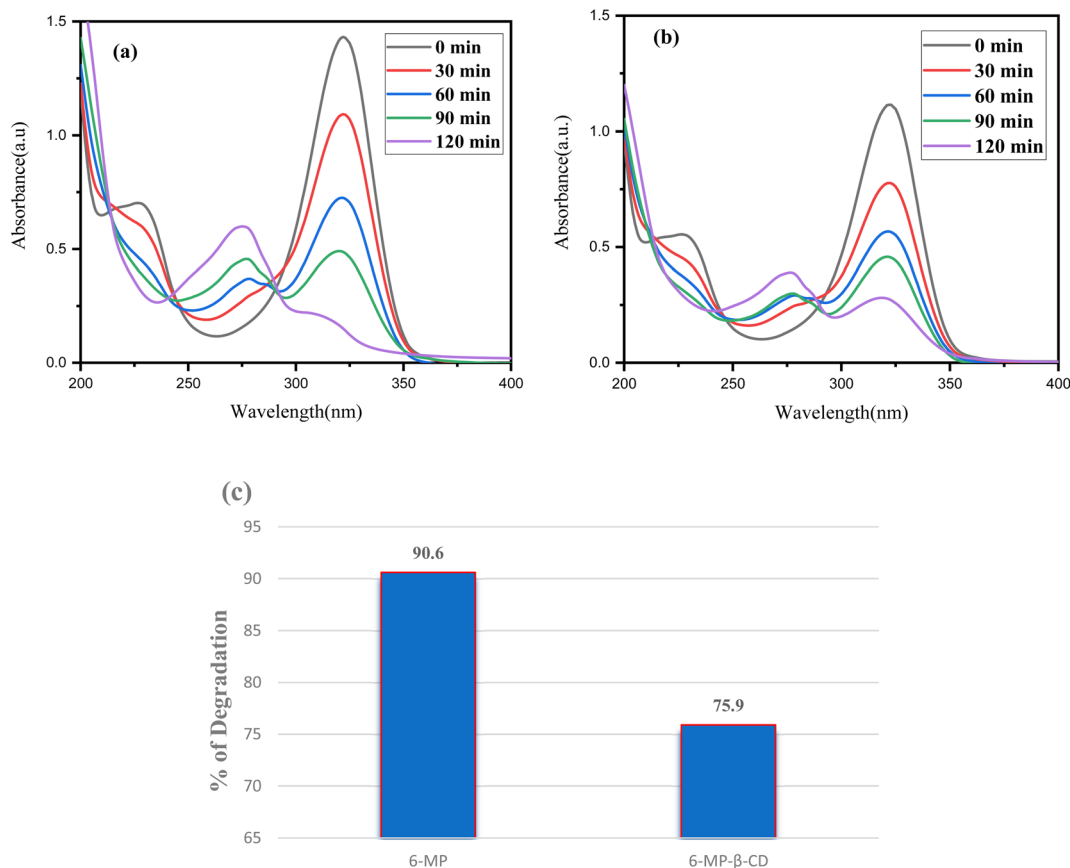 (a)
0 min
30 min
60 min
90 min
120 min
1.5
1.0
0.5
0.0
Absorbance(a.u)
200 250 300 350 400
Wavelength(nm)
(b)
0 min
30 min
60 min
90 min
120 min
1.5
1.0
0.5
0.0
Absorbance(a.u.)
200 250 300 350 400
Wavelength(nm)
(c)
95
90
85
80
75
70
65
% of Degradation
90.6
75.9
6-MP 6-MP-β-CD